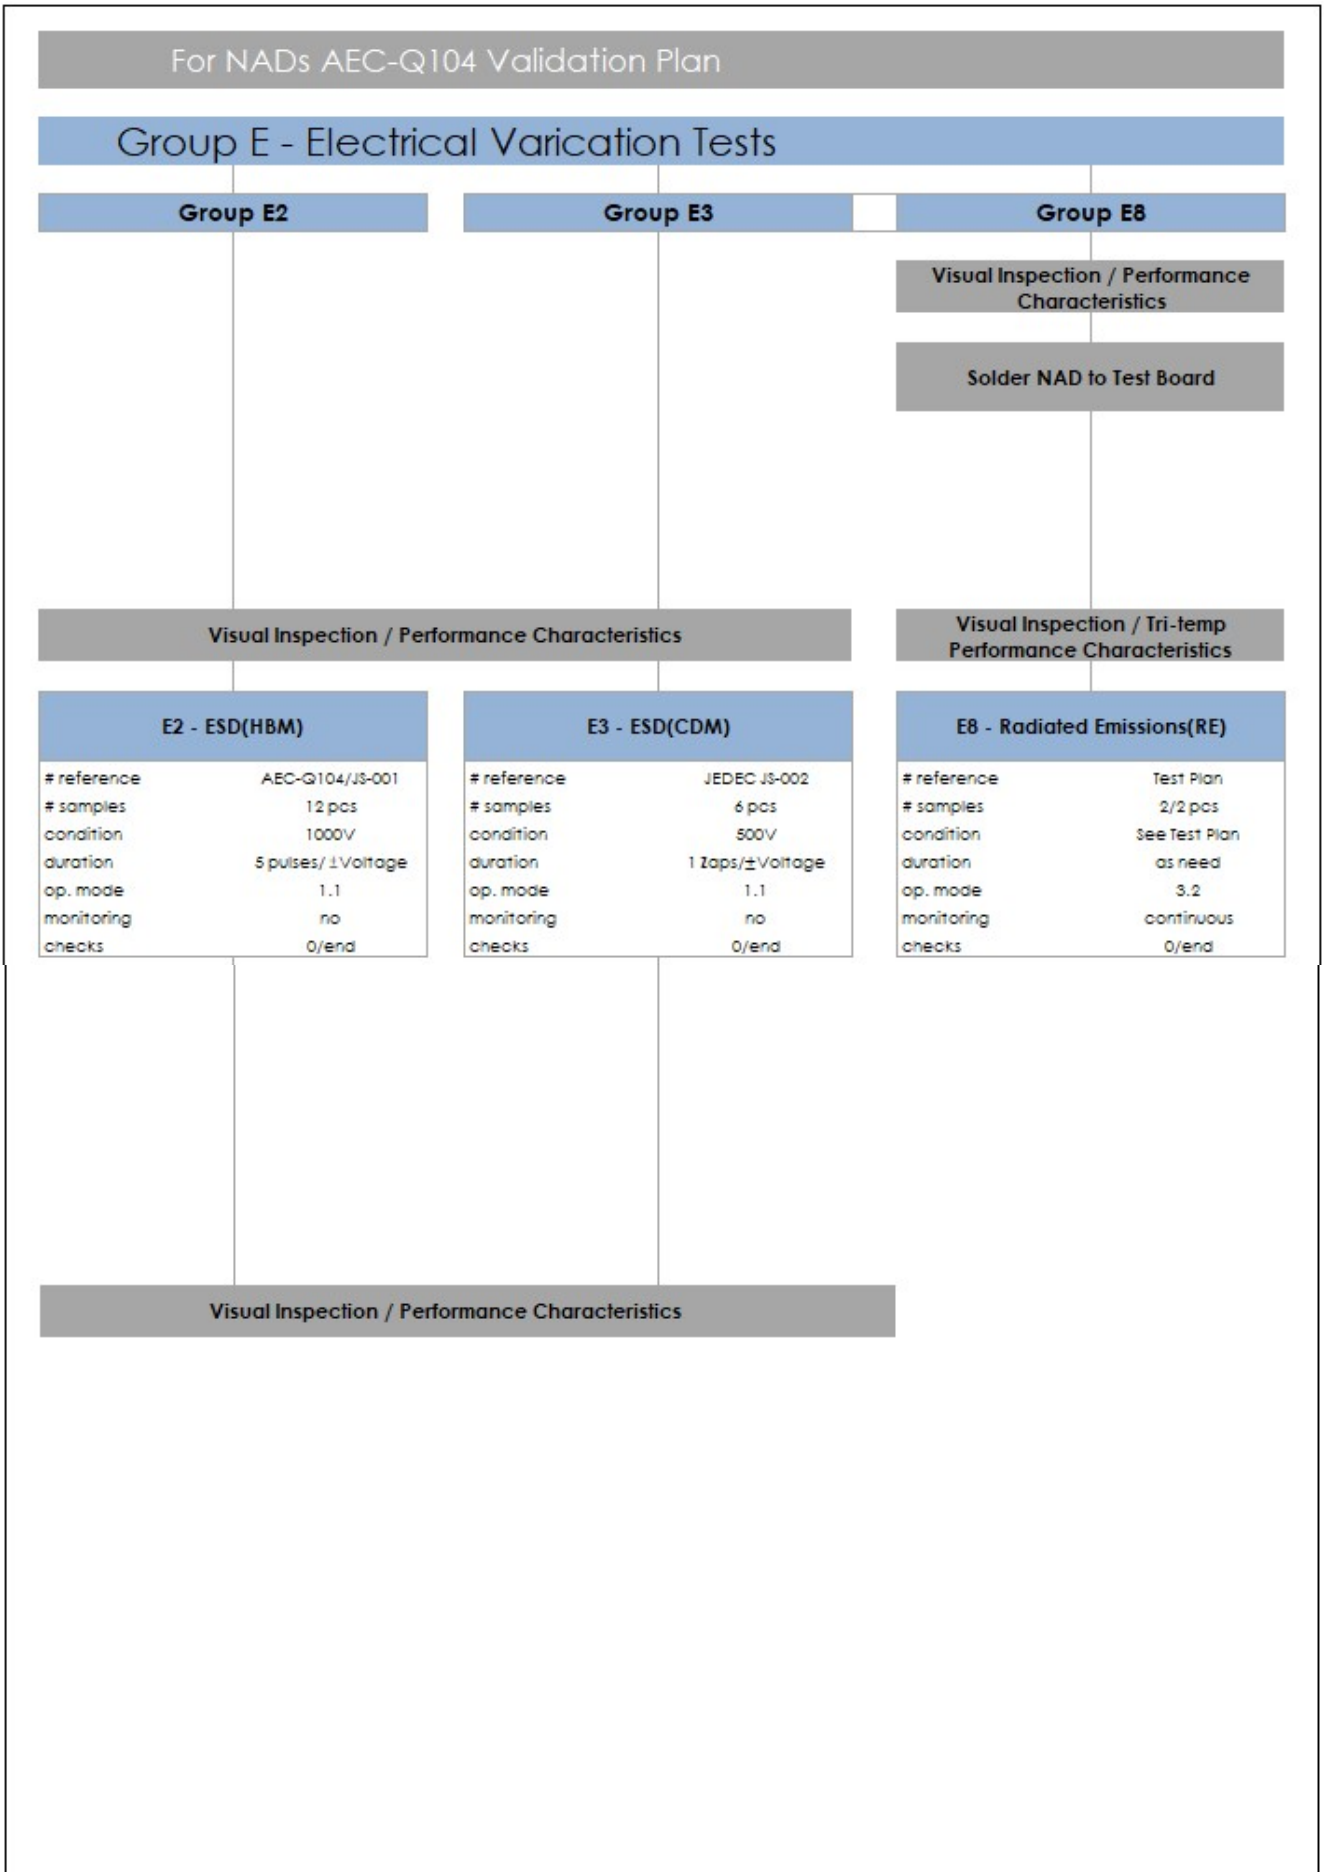 For NADs AEC-Q104 Validation Plan
Group E - Electrical Varication Tests
Group E2
Group E3
Group E8
Visual Inspection / Performance
Characteristics
Solder NAD to Test Board
Visual Inspection / Performance Characteristics
Visual Inspection / Tri-temp
Performance Characteristics
E2 - ESD(HBM)
# reference AEC-Q104/JS-001
# samples 12 pcs
condition 1000V
duration 5 pulses/ ±Voltage
op. mode 1.1
monitoring no
checks 0/end
E3 - ESD(CDM)
# reference JEDEC JS-002
# samples 6 pcs
condition 500V
duration 1 Zaps/±Voltage
op. mode 1.1
monitoring no
checks 0/end
E8 - Radiated Emissions(RE)
# reference Test Plan
# samples 2/2 pcs
condition See Test Plan
duration as need
op. mode 3.2
monitoring continuous
checks 0/end
Visual Inspection / Performance Characteristics